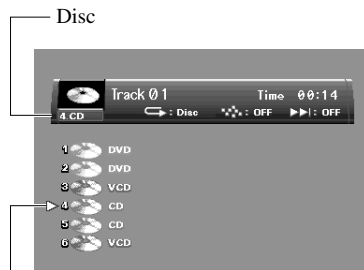 Disc
Track 01 Time 00:14
4.CD : Disc : OFF : OFF
1 DVD
2 DVD
3 VCD
4 CD
5 CD
6 VCD